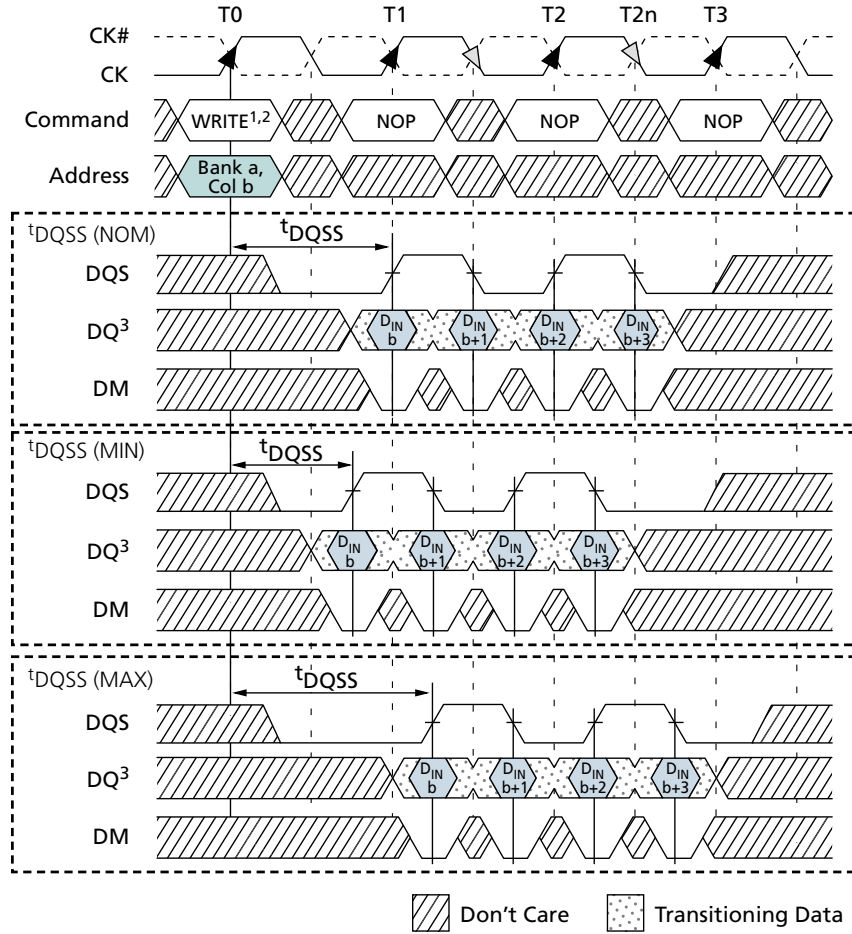 T0 T1 T2 T2n T3
CK#
CK
Command WRITE1,2 NOP NOP NOP
Address Bank a,
Col b
tDQSS (NOM) tDQSS
DQS
DQ3 DIN b DIN b+1 DIN b+2 DIN b+3
DM
tDQSS (MIN) tDQSS
DQS
DQ3 DIN b DIN b+1 DIN b+2 DIN b+3
DM
tDQSS (MAX) tDQSS
DQS
DQ3 DIN b DIN b+1 DIN b+2 DIN b+3
DM
Don't Care Transitioning Data